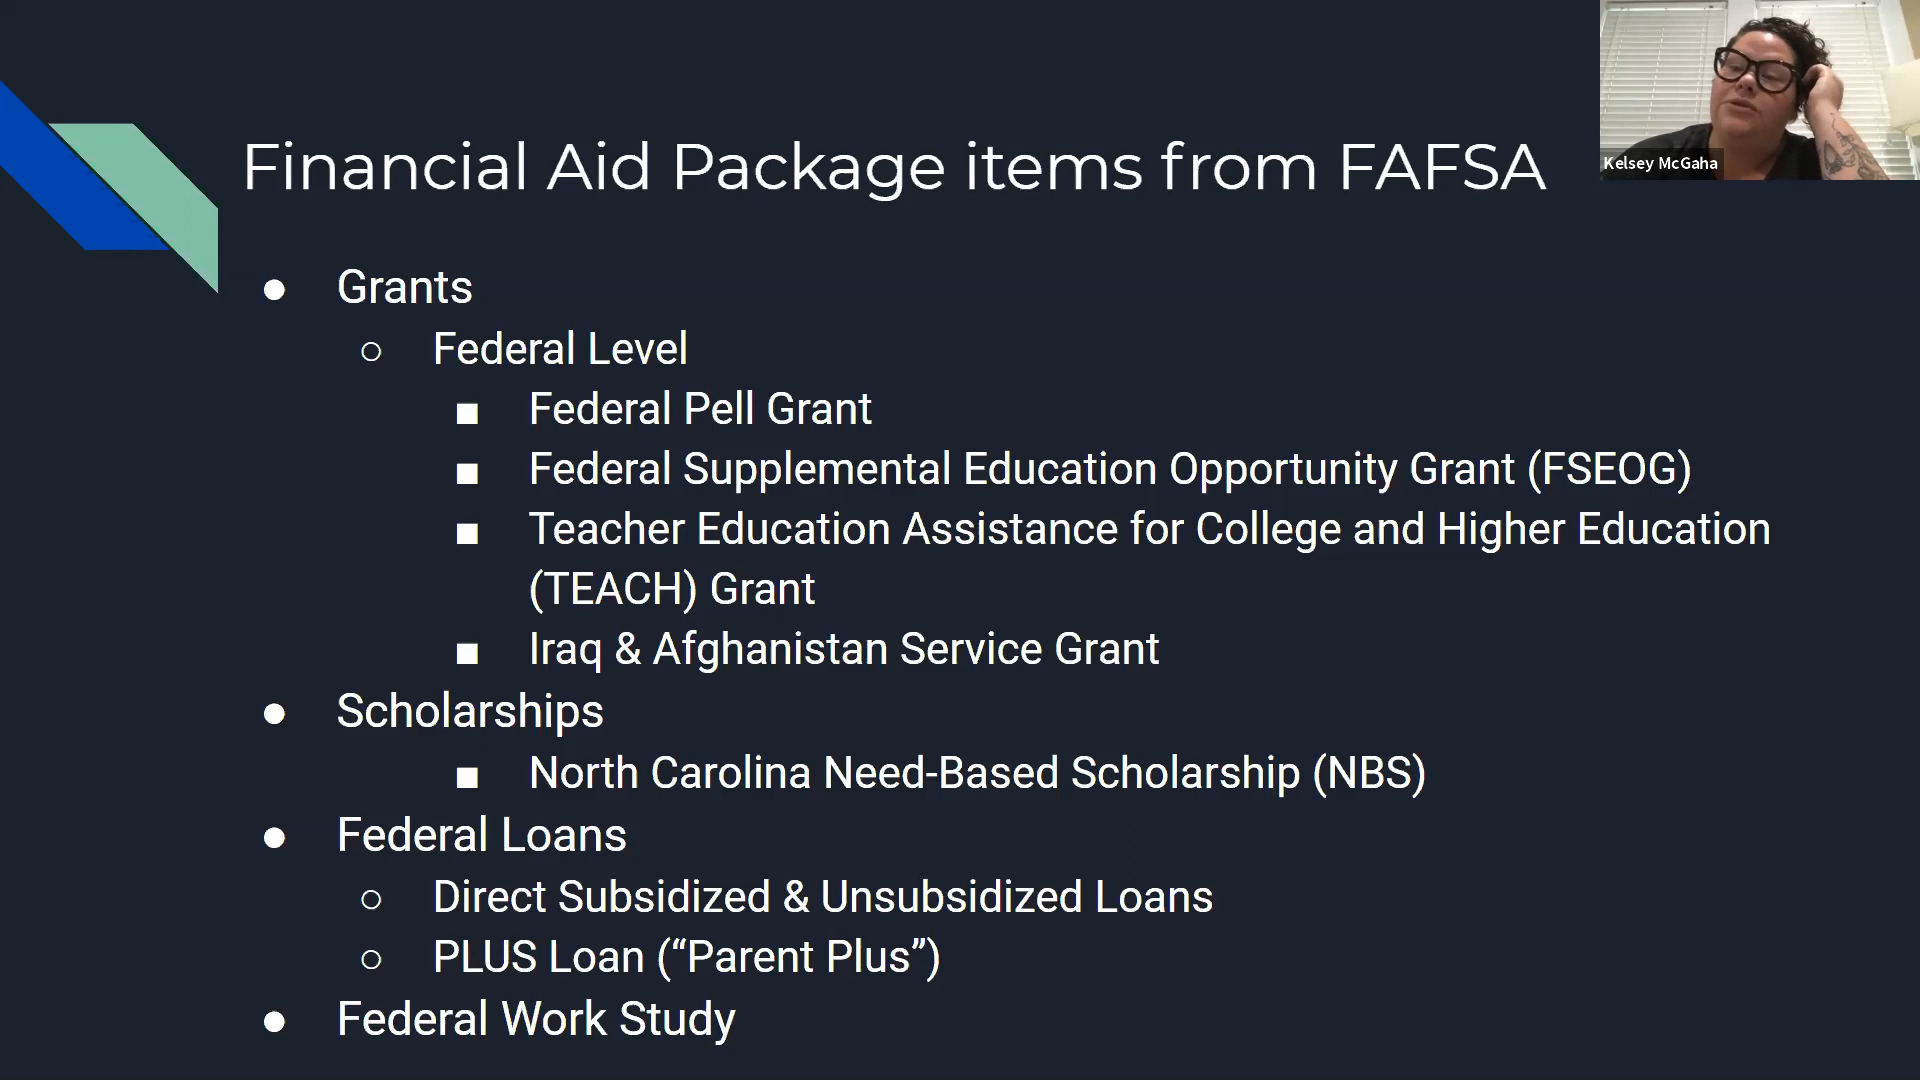 Financial Aid Package items from FAFSA
Kelsey McGaha
● Grants
○ Federal Level
■ Federal Pell Grant
■ Federal Supplemental Education Opportunity Grant (FSEOG)
■ Teacher Education Assistance for College and Higher Education
(TEACH) Grant
■ Iraq & Afghanistan Service Grant
● Scholarships
■ North Carolina Need-Based Scholarship (NBS)
● Federal Loans
○ Direct Subsidized & Unsubsidized Loans
○ PLUS Loan (“Parent Plus”)
● Federal Work Study